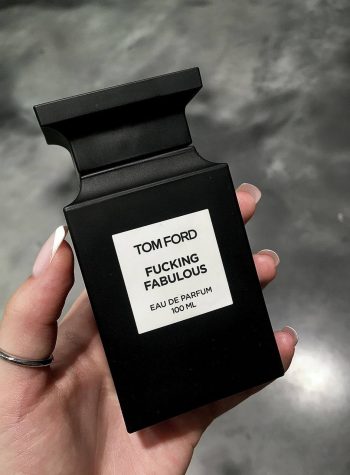 TOM FORD
FUCKING
FABULOUS
EAU DE PARFUM
100 ML